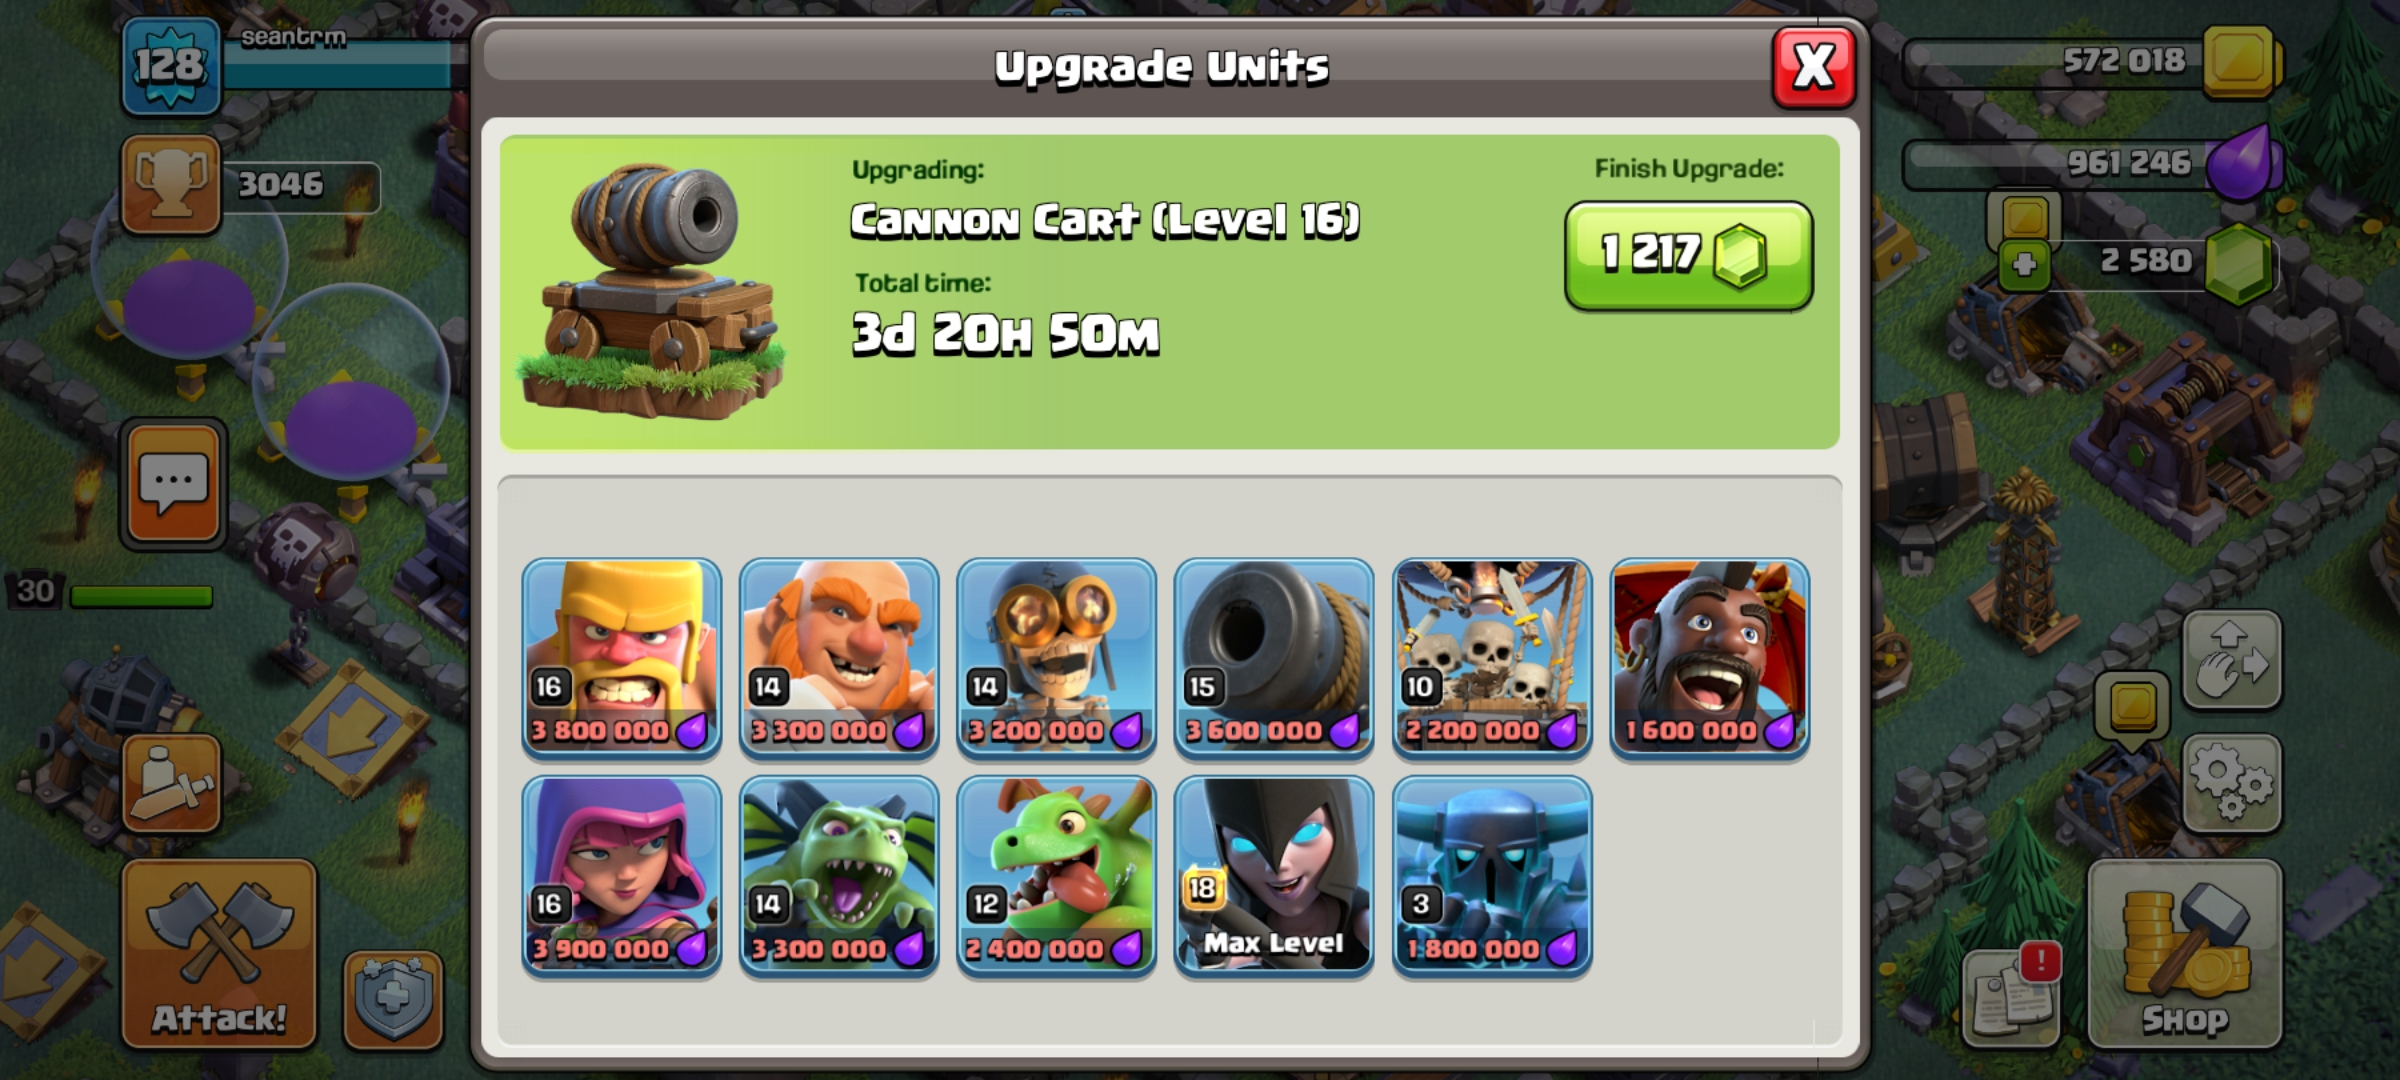 128
seantrm
3046
30
Attack!
Upgrade Units
X
Upgrading:
Cannon Cart (Level 16)
Total time:
3d 20H 50M
Finish Upgrade:
1 217
16
3 800 000
14
3 300 000
14
3 200 000
15
3 600 000
10
2 200 000
1 600 000
16
3 900 000
14
3 300 000
12
2 400 000
18
Max Level
3
1 800 000
572 018
961 246
2 580
!
Shop